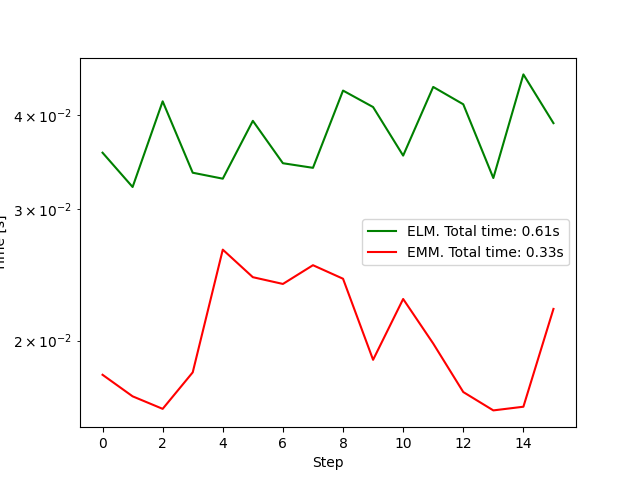 4 × 10⁻²
3 × 10⁻²
2 × 10⁻²
ELM. Total time: 0.61s
EMM. Total time: 0.33s
0 2 4 6 8 10 12 14
Step